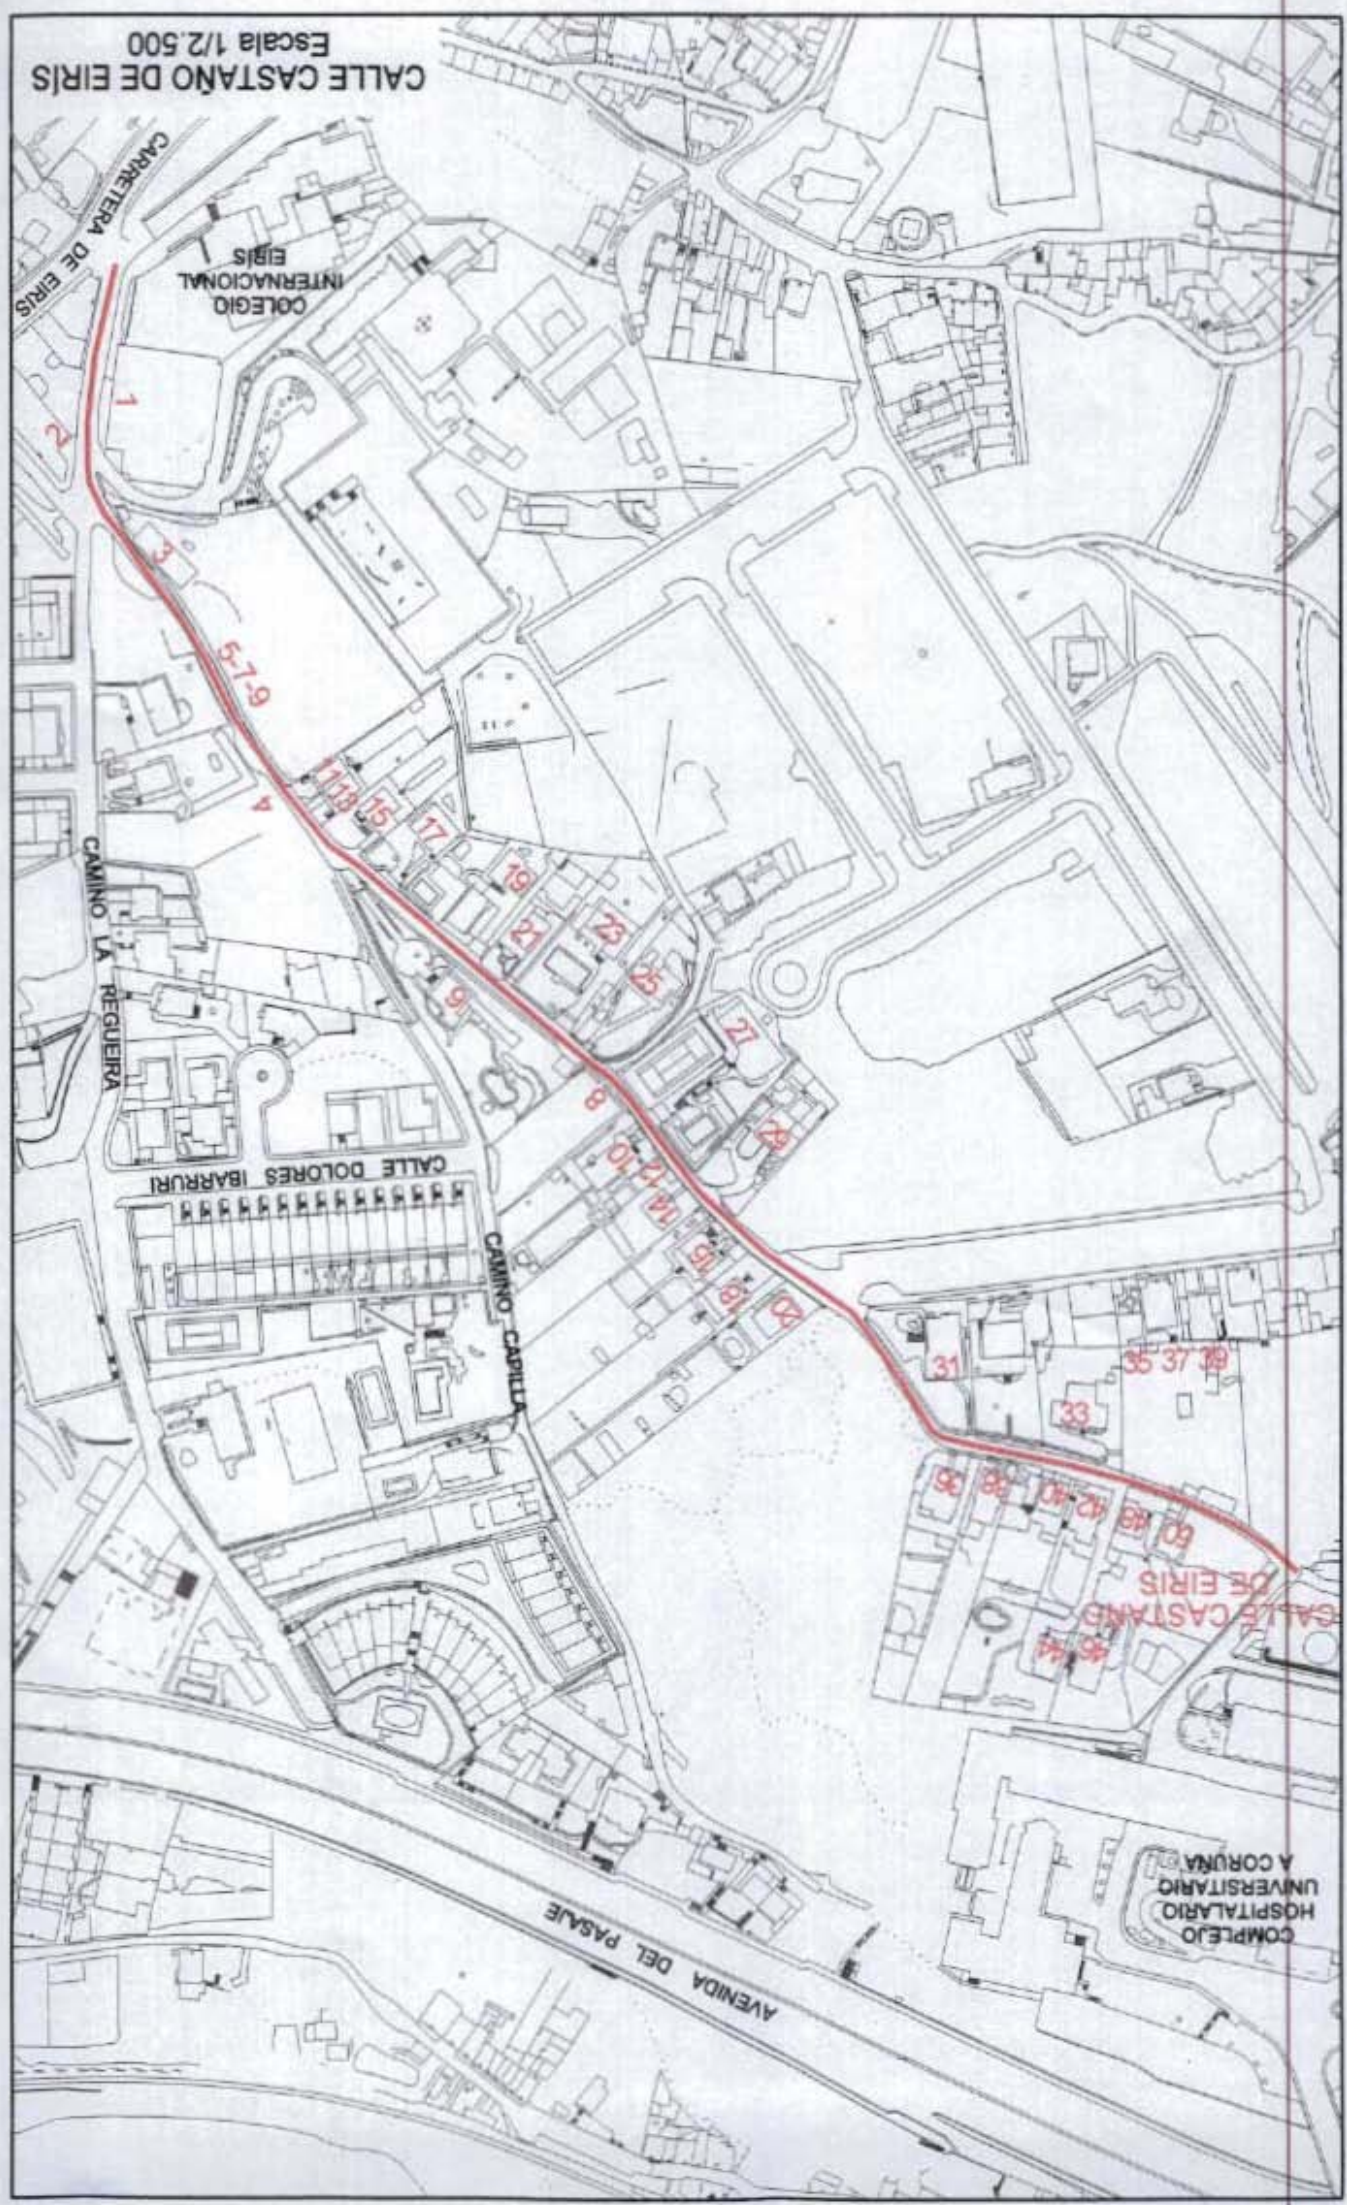 CALLE CASTAÑO DE EIRÍS
Escala 1/2.500
CARRETERA DE EIRIS
COLEGIO
INTERNACIONAL
EIRÍS
1
2
3
5-7-9
4
11
13
15
17
19
21
23
25
6
27
29
8
10
12
14
16
18
20
31
33
35 37 39
36
38
40
42
48
50
44
46
CALLE CASTAÑO
DE EIRIS
CAMINO LA REGUEIRA
CALLE DOLORES IBARRURI
CAMINO CAPILLA
AVENIDA DEL PASAJE
COMPLEJO
HOSPITALARIO
UNIVERSITARIO
A CORUÑA